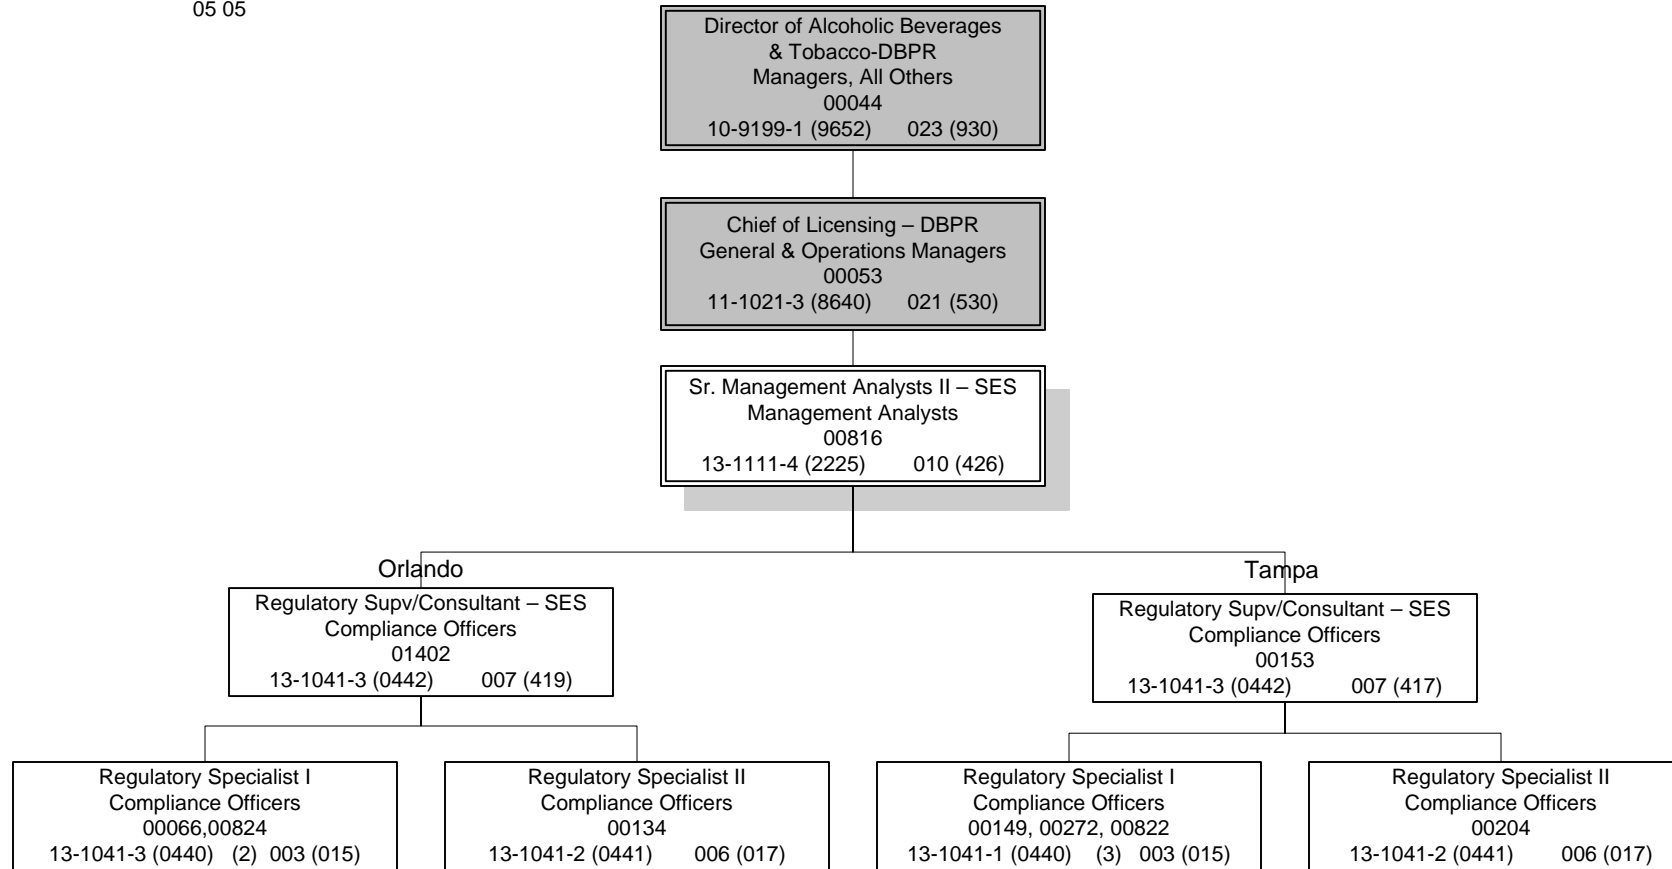 05 05
Director of Alcoholic Beverages
& Tobacco-DBPR
Managers, All Others
00044
10-9199-1 (9652) 023 (930)
Chief of Licensing – DBPR
General & Operations Managers
00053
11-1021-3 (8640) 021 (530)
Sr. Management Analysts II – SES
Management Analysts
00816
13-1111-4 (2225) 010 (426)
Orlando
Regulatory Supv/Consultant – SES
Compliance Officers
01402
13-1041-3 (0442) 007 (419)
Tampa
Regulatory Supv/Consultant – SES
Compliance Officers
00153
13-1041-3 (0442) 007 (417)
Regulatory Specialist I
Compliance Officers
00066,00824
13-1041-3 (0440) (2) 003 (015)
Regulatory Specialist II
Compliance Officers
00134
13-1041-2 (0441) 006 (017)
Regulatory Specialist I
Compliance Officers
00149, 00272, 00822
13-1041-1 (0440) (3) 003 (015)
Regulatory Specialist II
Compliance Officers
00204
13-1041-2 (0441) 006 (017)